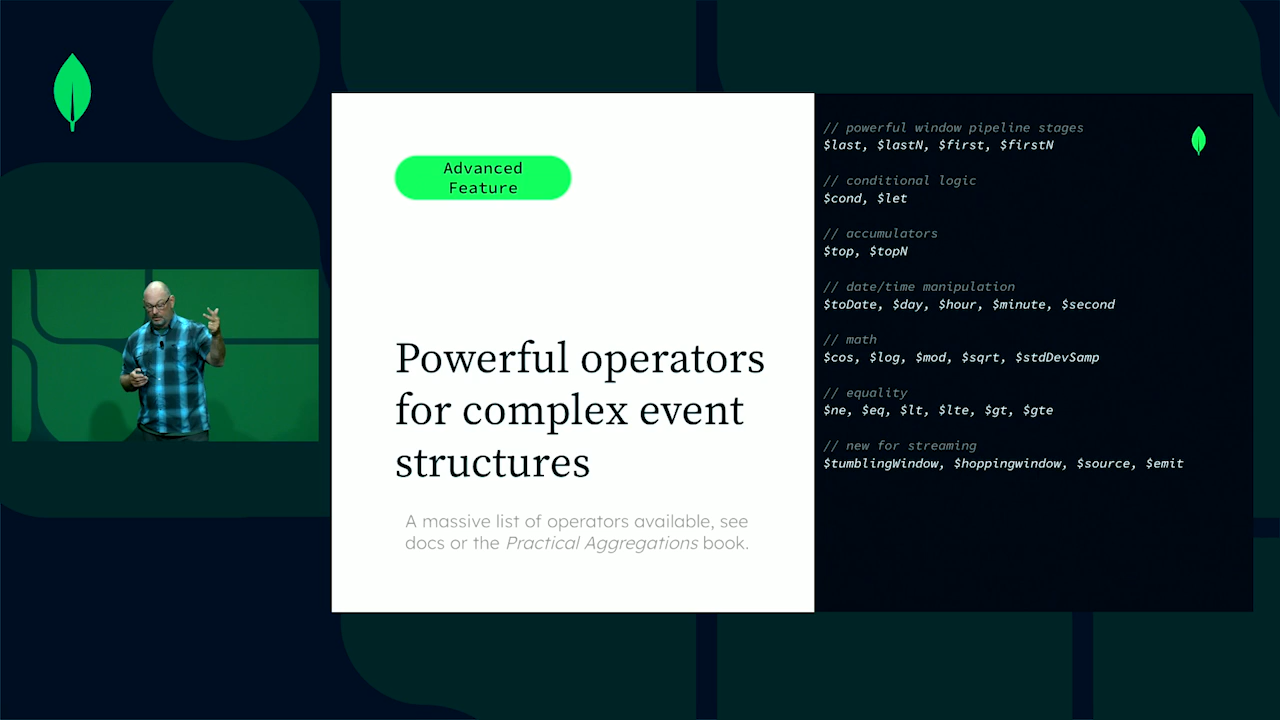 Advanced
Feature
Powerful operators
for complex event
structures
A massive list of operators available, see
docs or the Practical Aggregations book.
// powerful window pipeline stages
$last, $lastN, $first, $firstN
// conditional logic
$cond, $let
// accumulators
$top, $topN
// date/time manipulation
$toDate, $day, $hour, $minute, $second
// math
$cos, $log, $mod, $sqrt, $stdDevSamp
// equality
$ne, $eq, $lt, $lte, $gt, $gte
// new for streaming
$tumblingWindow, $hoppingwindow, $source, $emit